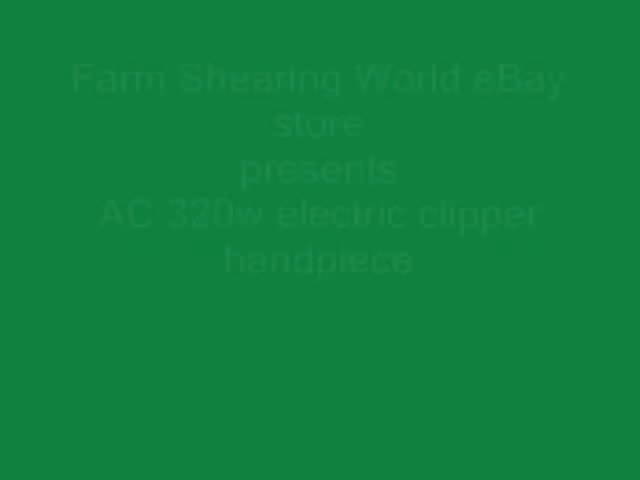 Farm Shearing World eBay
store
presents
AC 320w electric clipper
handpiece